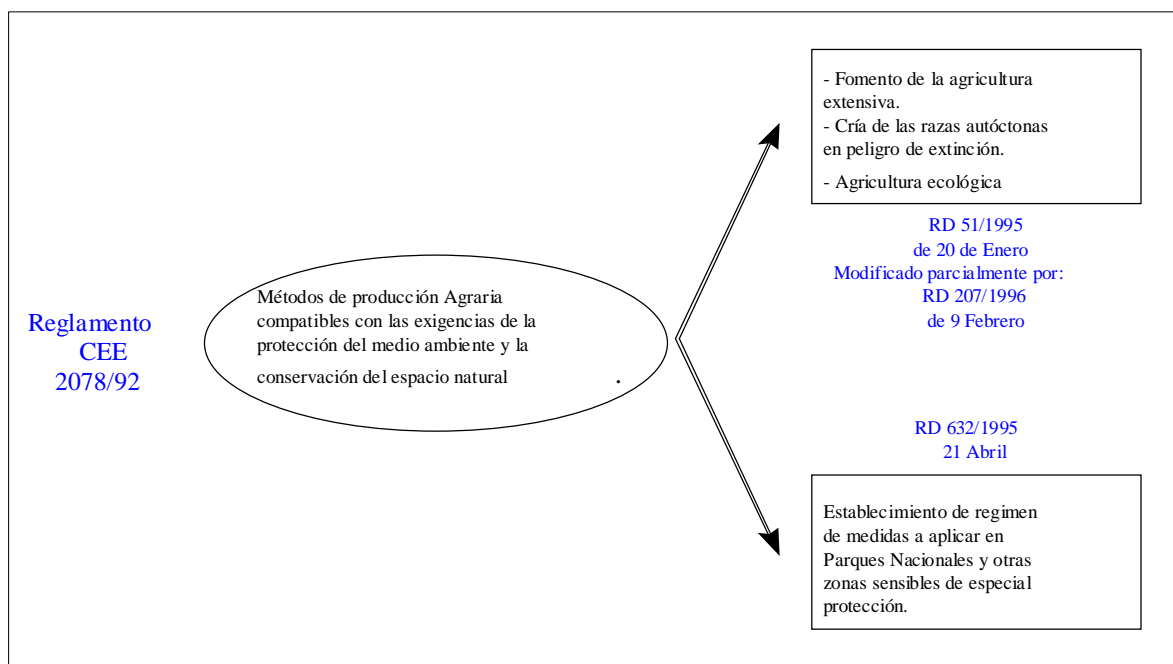 Reglamento
CEE
2078/92
Métodos de producción Agraria
compatibles con las exigencias de la
protección del medio ambiente y la
conservación del espacio natural .
- Fomento de la agricultura
extensiva.
- Cría de las razas autóctonas
en peligro de extinción.
- Agricultura ecológica
RD 51/1995
de 20 de Enero
Modificado parcialmente por:
RD 207/1996
de 9 Febrero
RD 632/1995
21 Abril
Establecimiento de regimen
de medidas a aplicar en
Parques Nacionales y otras
zonas sensibles de especial
protección.